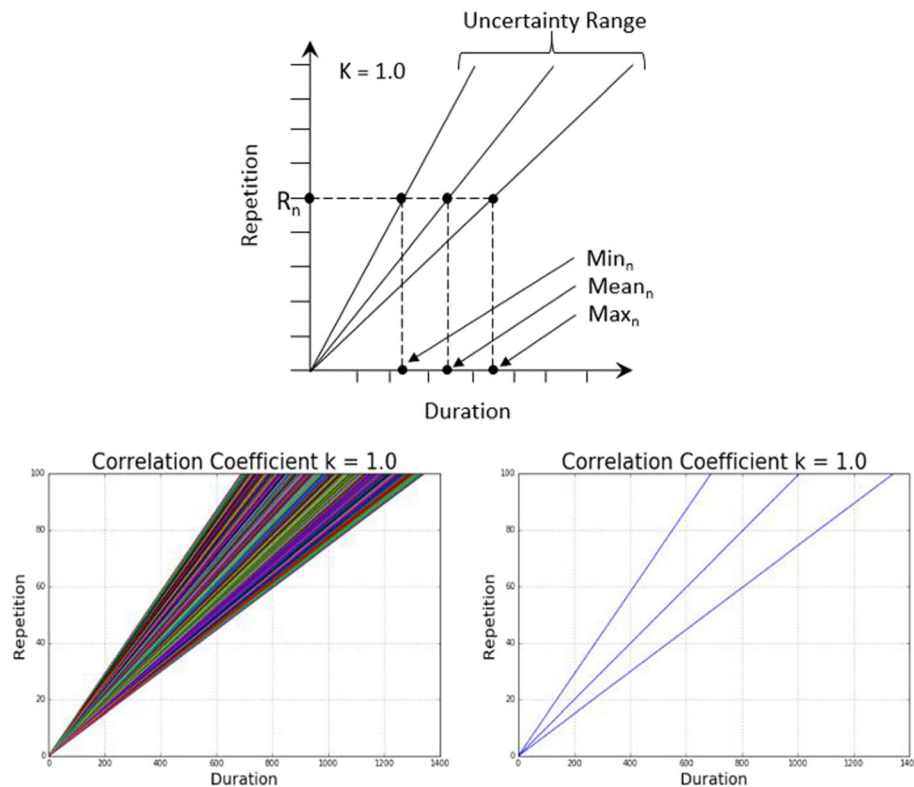 Uncertainty Range
K = 1.0
Repetition
Rn
Minn
Meann
Maxn
Duration
Correlation Coefficient k = 1.0
100
80
60
40
20
0
Repetition
0 200 400 600 800 1000 1200 1400
Duration
Correlation Coefficient k = 1.0
100
80
60
40
20
0
Repetition
0 200 400 600 800 1000 1200 1400
Duration